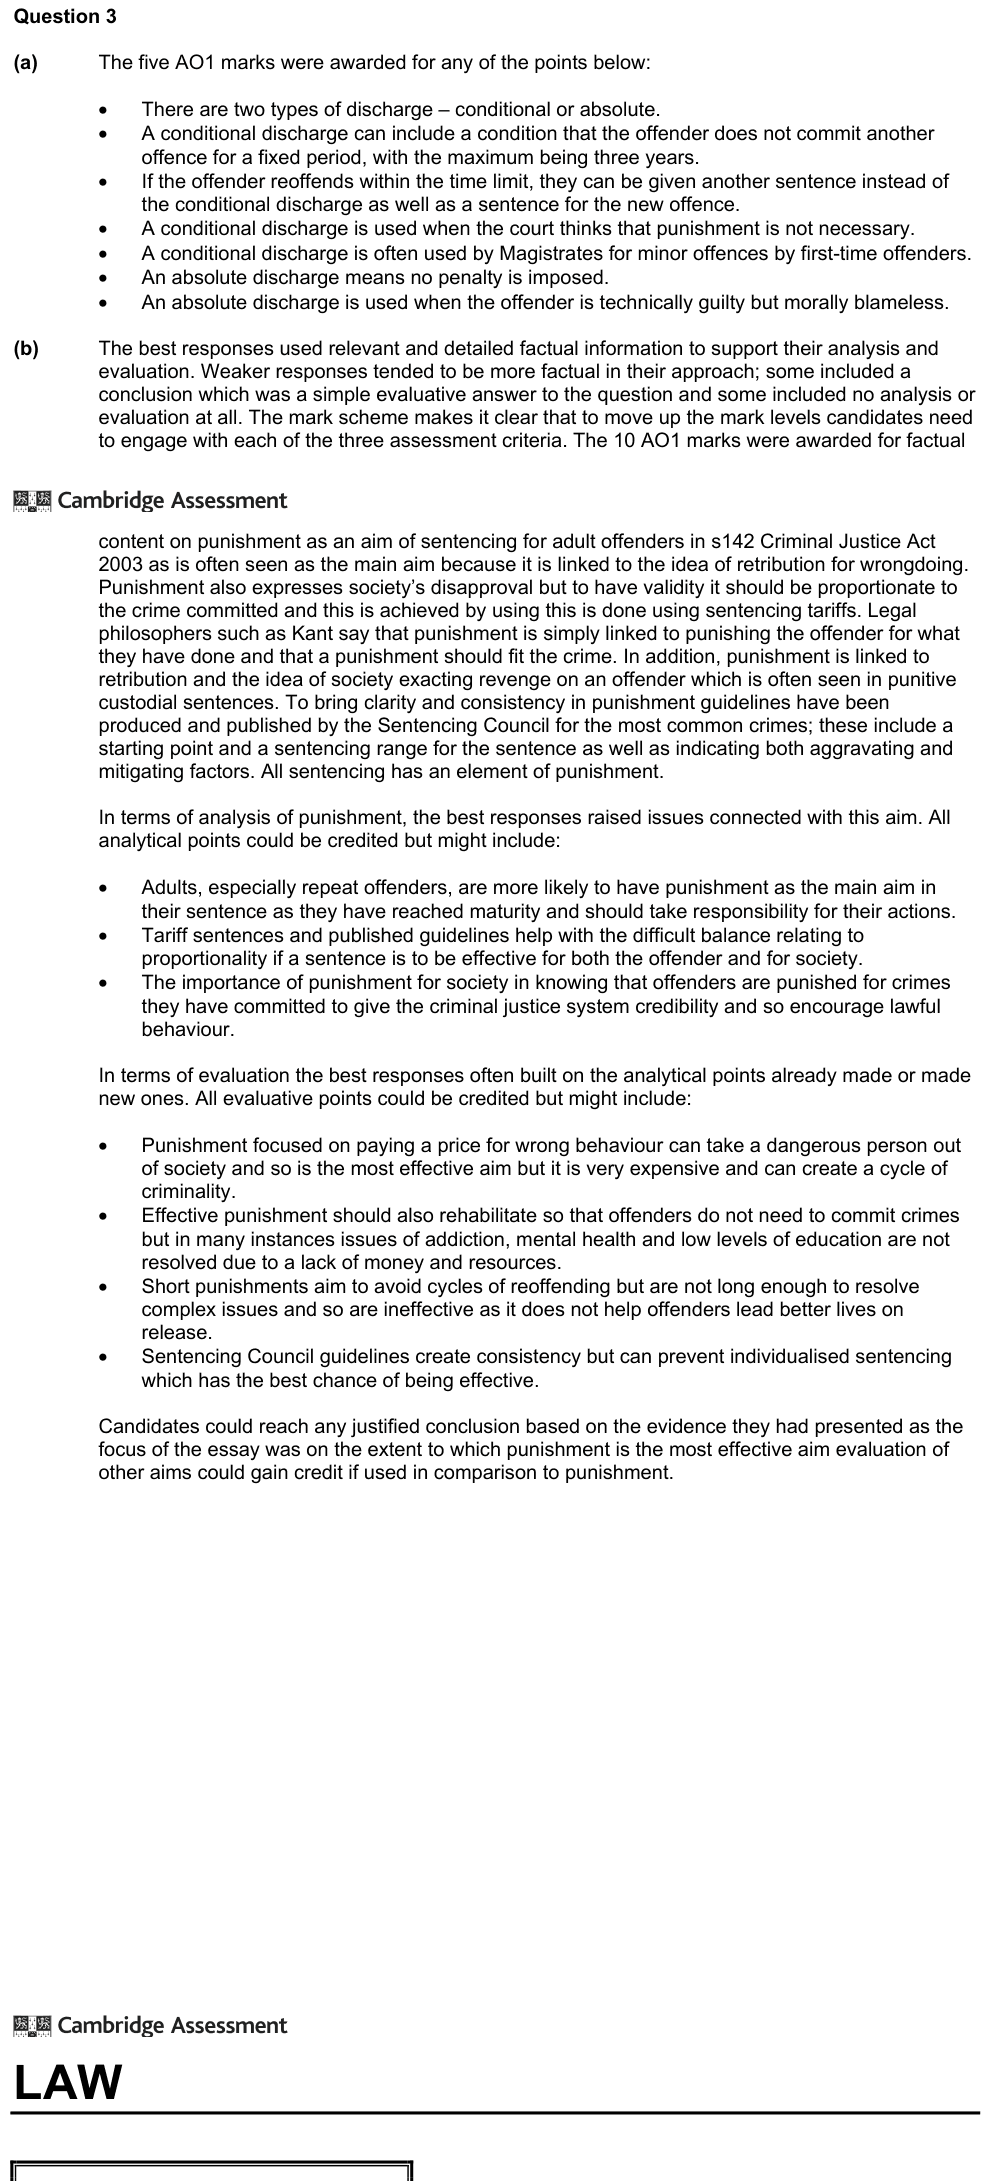 Question 3
(a) The five AO1 marks were awarded for any of the points below:
• There are two types of discharge – conditional or absolute.
• A conditional discharge can include a condition that the offender does not commit another
offence for a fixed period, with the maximum being three years.
• If the offender reoffends within the time limit, they can be given another sentence instead of
the conditional discharge as well as a sentence for the new offence.
• A conditional discharge is used when the court thinks that punishment is not necessary.
• A conditional discharge is often used by Magistrates for minor offences by first-time offenders.
• An absolute discharge means no penalty is imposed.
• An absolute discharge is used when the offender is technically guilty but morally blameless.
(b) The best responses used relevant and detailed factual information to support their analysis and
evaluation. Weaker responses tended to be more factual in their approach; some included a
conclusion which was a simple evaluative answer to the question and some included no analysis or
evaluation at all. The mark scheme makes it clear that to move up the mark levels candidates need
to engage with each of the three assessment criteria. The 10 AO1 marks were awarded for factual
Cambridge Assessment
content on punishment as an aim of sentencing for adult offenders in s142 Criminal Justice Act
2003 as is often seen as the main aim because it is linked to the idea of retribution for wrongdoing.
Punishment also expresses society's disapproval but to have validity it should be proportionate to
the crime committed and this is achieved by using this is done using sentencing tariffs. Legal
philosophers such as Kant say that punishment is simply linked to punishing the offender for what
they have done and that a punishment should fit the crime. In addition, punishment is linked to
retribution and the idea of society exacting revenge on an offender which is often seen in punitive
custodial sentences. To bring clarity and consistency in punishment guidelines have been
produced and published by the Sentencing Council for the most common crimes; these include a
starting point and a sentencing range for the sentence as well as indicating both aggravating and
mitigating factors. All sentencing has an element of punishment.
In terms of analysis of punishment, the best responses raised issues connected with this aim. All
analytical points could be credited but might include:
• Adults, especially repeat offenders, are more likely to have punishment as the main aim in
their sentence as they have reached maturity and should take responsibility for their actions.
• Tariff sentences and published guidelines help with the difficult balance relating to
proportionality if a sentence is to be effective for both the offender and for society.
• The importance of punishment for society in knowing that offenders are punished for crimes
they have committed to give the criminal justice system credibility and so encourage lawful
behaviour.
In terms of evaluation the best responses often built on the analytical points already made or made
new ones. All evaluative points could be credited but might include:
• Punishment focused on paying a price for wrong behaviour can take a dangerous person out
of society and so is the most effective aim but it is very expensive and can create a cycle of
criminality.
• Effective punishment should also rehabilitate so that offenders do not need to commit crimes
but in many instances issues of addiction, mental health and low levels of education are not
resolved due to a lack of money and resources.
• Short punishments aim to avoid cycles of reoffending but are not long enough to resolve
complex issues and so are ineffective as it does not help offenders lead better lives on
release.
• Sentencing Council guidelines create consistency but can prevent individualised sentencing
which has the best chance of being effective.
Candidates could reach any justified conclusion based on the evidence they had presented as the
focus of the essay was on the extent to which punishment is the most effective aim evaluation of
other aims could gain credit if used in comparison to punishment.
Cambridge Assessment
LAW